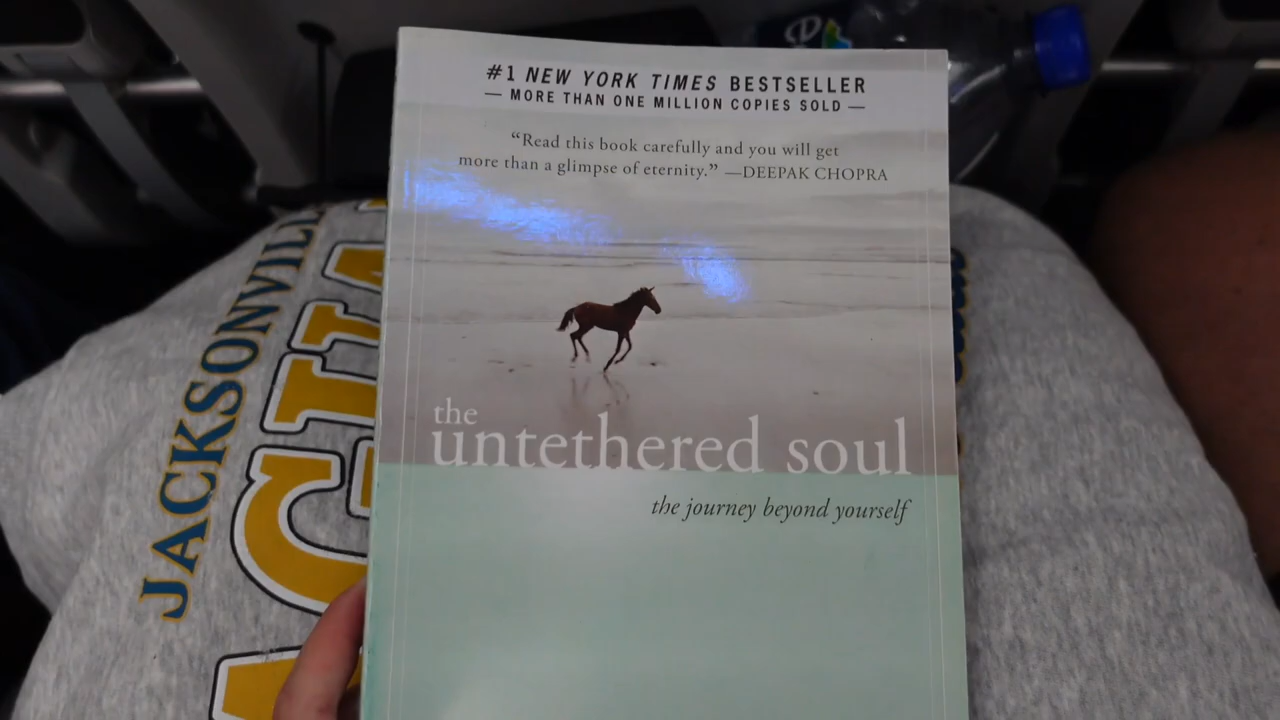 #1 NEW YORK TIMES BESTSELLER
— MORE THAN ONE MILLION COPIES SOLD —
“Read this book carefully and you will get
more than a glimpse of eternity.” —DEEPAK CHOPRA
the
untethered soul
the journey beyond yourself